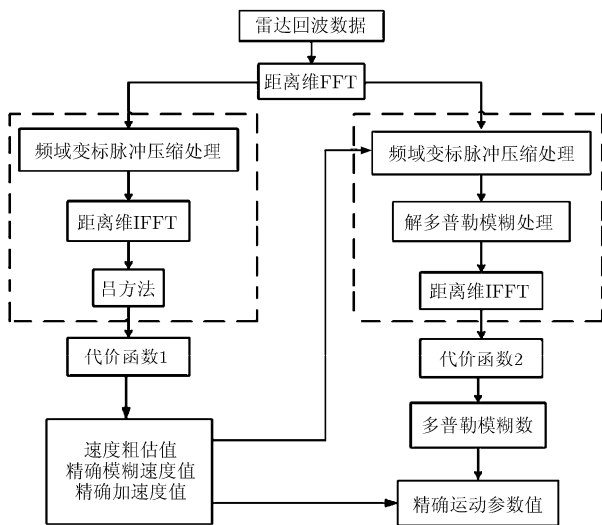 雷达回波数据
距离维FFT
频域变标脉冲压缩处理
距离维IFFT
吕方法
代价函数1
速度粗估值
精确模糊速度值
精确加速度值
频域变标脉冲压缩处理
解多普勒模糊处理
距离维IFFT
代价函数2
多普勒模糊数
精确运动参数值